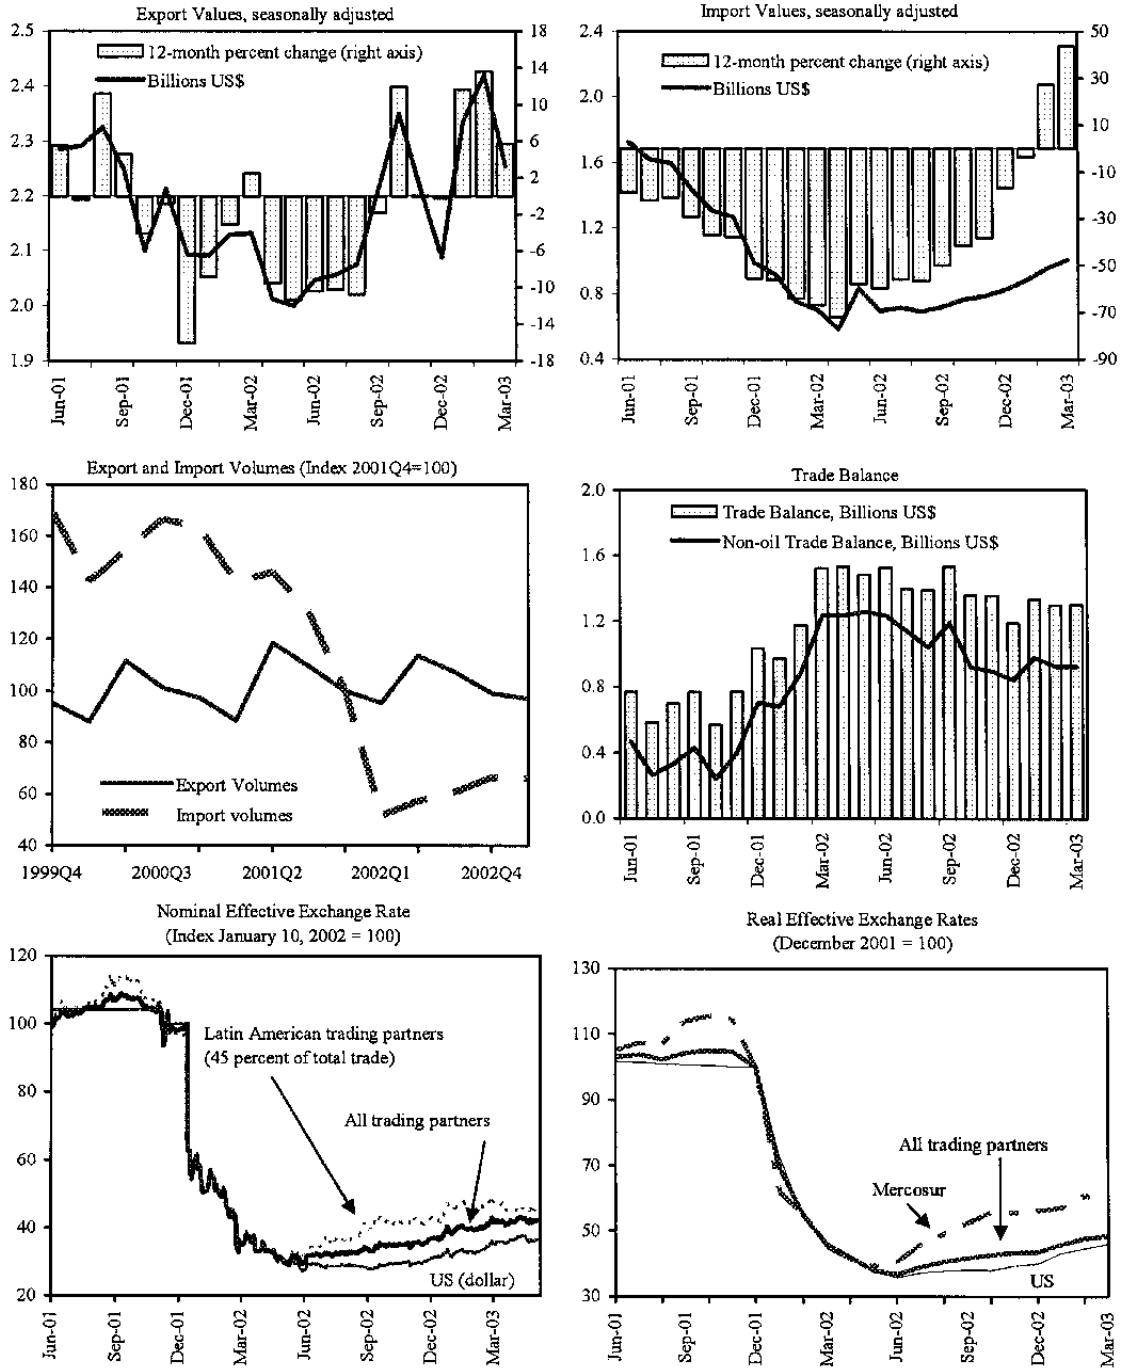 Export Values, seasonally adjusted
2.5
2.4
2.3
2.2
2.1
2.0
1.9
18
14
10
6
2
-2
-6
-10
-14
-18
12-month percent change (right axis)
Billions US$
Jun-01
Sep-01
Dec-01
Mar-02
Jun-02
Sep-02
Dec-02
Mar-03
Import Values, seasonally adjusted
2.4
2.0
1.6
1.2
0.8
0.4
50
30
10
-10
-30
-50
-70
-90
12-month percent change (right axis)
Billions US$
Jun-01
Sep-01
Dec-01
Mar-02
Jun-02
Sep-02
Dec-02
Mar-03
Export and Import Volumes (Index 2001Q4=100)
180
160
140
120
100
80
60
40
Export Volumes
Import volumes
1999Q4
2000Q3
2001Q2
2002Q1
2002Q4
Trade Balance
2.0
1.6
1.2
0.8
0.4
0.0
Trade Balance, Billions US$
Non-oil Trade Balance, Billions US$
Jun-01
Sep-01
Dec-01
Mar-02
Jun-02
Sep-02
Dec-02
Mar-03
Nominal Effective Exchange Rate
(Index January 10, 2002 = 100)
120
100
80
60
40
20
Latin American trading partners
(45 percent of total trade)
All trading partners
US (dollar)
Jun-01
Sep-01
Dec-01
Mar-02
Jun-02
Sep-02
Dec-02
Mar-03
Real Effective Exchange Rates
(December 2001 = 100)
130
110
90
70
50
30
All trading partners
Mercosur
US
Jun-01
Sep-01
Dec-01
Mar-02
Jun-02
Sep-02
Dec-02
Mar-03